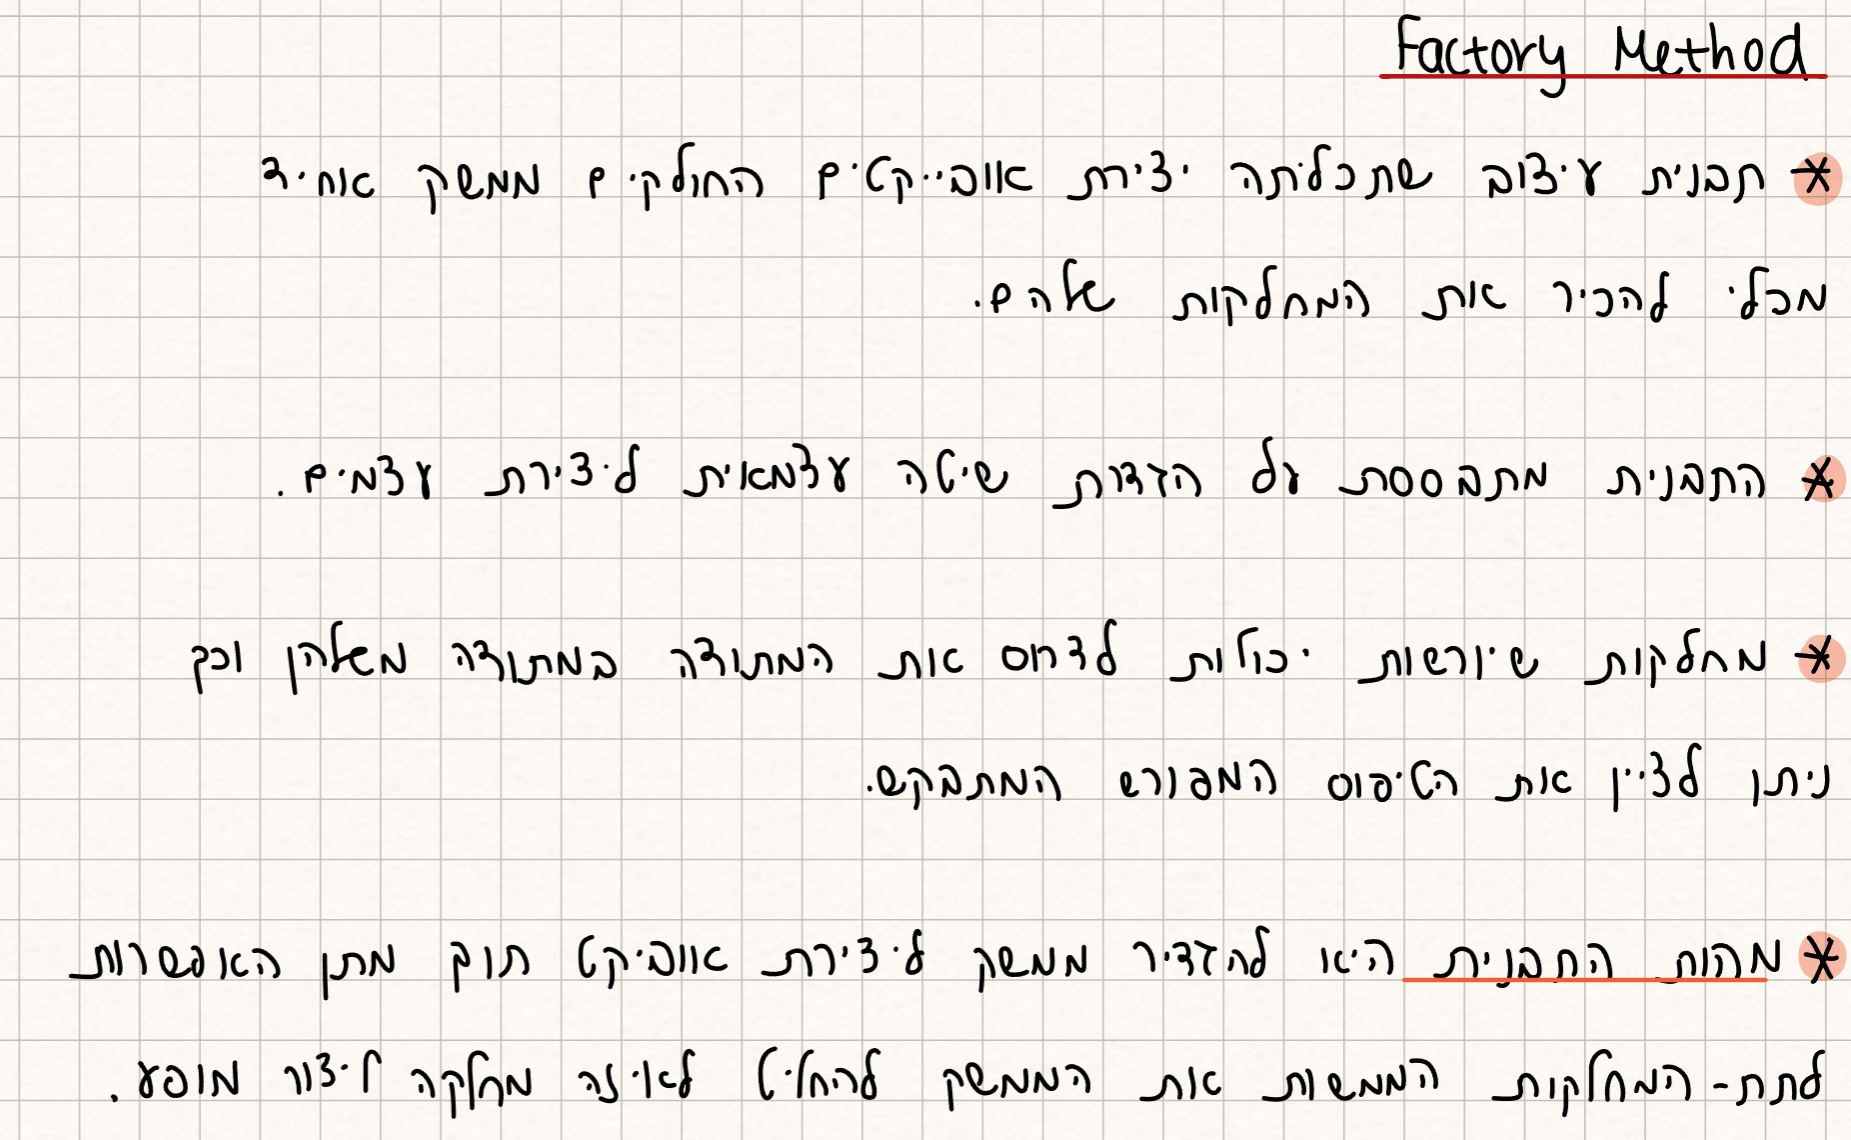 Factory Method
* תבנית עיצוב שתכליתה יצירת אובייקטים החולקים ממשק אחיד
מבלי להכיר את המחלקות שלהם.
* התבנית מתבססת על הגדרת שיטה עצמאית ליצירת עצמים.
* מחלקות שיורשות יכולות לדרוס את המתודה במתודה משלהן וכך
ניתן לציין את הטיפוס המפורש המתבקש.
* מהות התבנית היא להגדיר ממשק ליצירת אובייקט תוך מתן האפשרות
לתת-המחלקות הממשות את הממשק להחליט לאיזה מחלקה ליצור מופע.